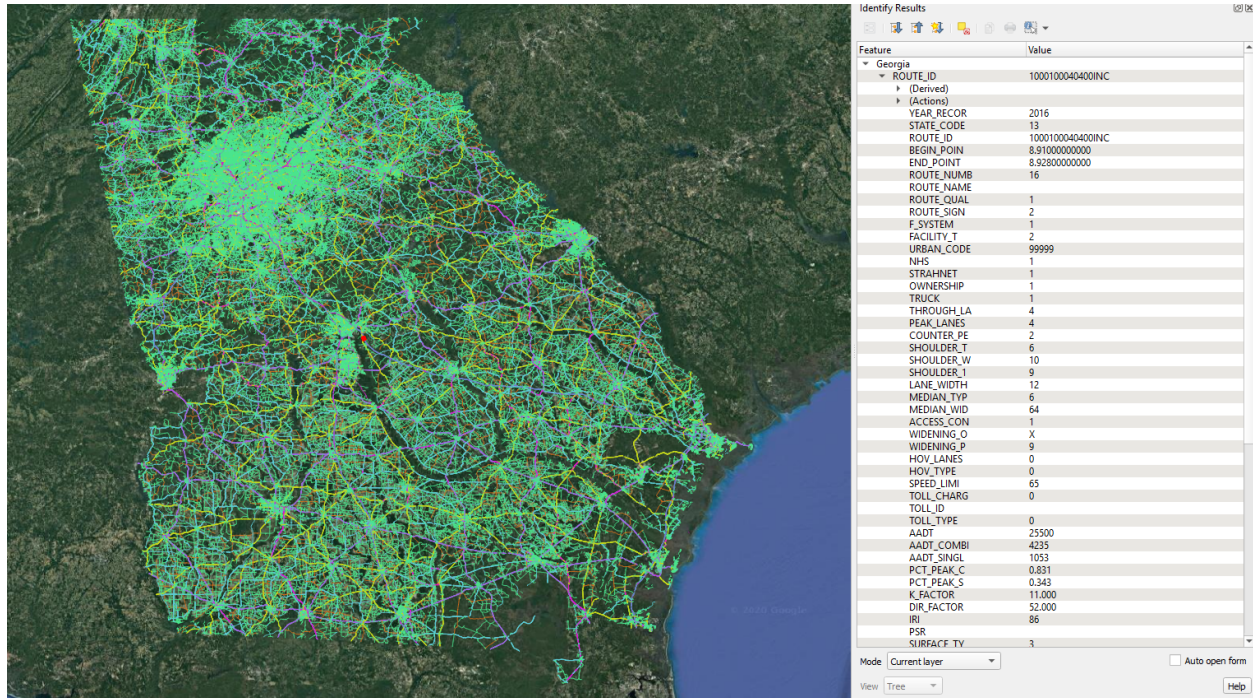 Identify Results
Feature Value
Georgia
ROUTE_ID 1000100040400INC
(Derived)
(Actions)
YEAR_RECOR 2016
STATE_CODE 13
ROUTE_ID 1000100040400INC
BEGIN_POIN 8.91000000000
END_POINT 8.92800000000
ROUTE_NUMB 16
ROUTE_NAME
ROUTE_QUAL 1
ROUTE_SIGN 2
F_SYSTEM 1
FACILITY_T 2
URBAN_CODE 99999
NHS 1
STRAHNET 1
OWNERSHIP 1
TRUCK 1
THROUGH_LA 4
PEAK_LANES 4
COUNTER_PE 2
SHOULDER_T 6
SHOULDER_W 10
SHOULDER_1 9
LANE_WIDTH 12
MEDIAN_TYP 6
MEDIAN_WID 64
ACCESS_CON 1
WIDENING_O X
WIDENING_P 9
HOV_LANES 0
HOV_TYPE 0
SPEED_LIMI 65
TOLL_CHARG 0
TOLL_ID
TOLL_TYPE 0
AADT 25500
AADT_COMBI 4235
AADT_SINGL 1053
PCT_PEAK_C 0.831
PCT_PEAK_S 0.343
K_FACTOR 11.000
DIR_FACTOR 52.000
IRI 86
PSR
SURFACE_TY 3
Mode Current layer Auto open form
View Tree Help
© 2020 Google